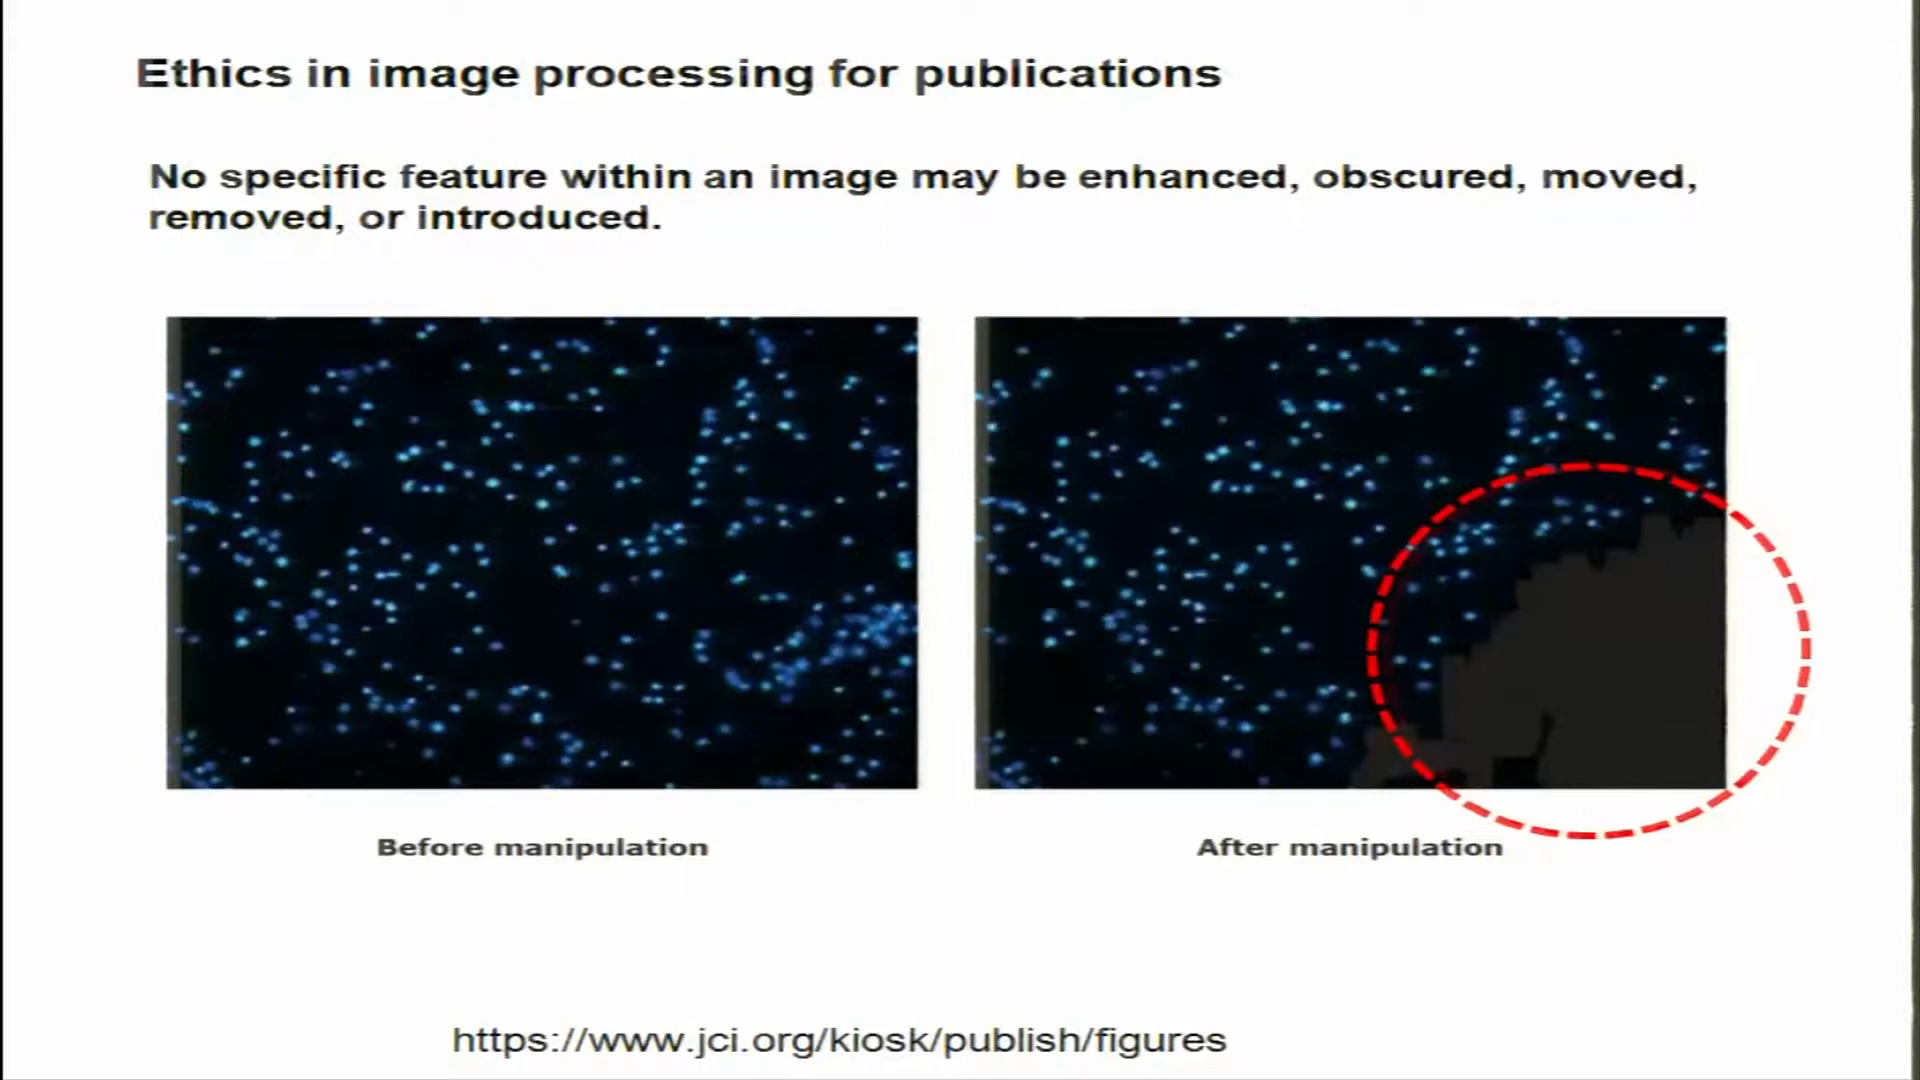 Ethics in image processing for publications
No specific feature within an image may be enhanced, obscured, moved,
removed, or introduced.
Before manipulation
After manipulation
https://www.jci.org/kiosk/publish/figures